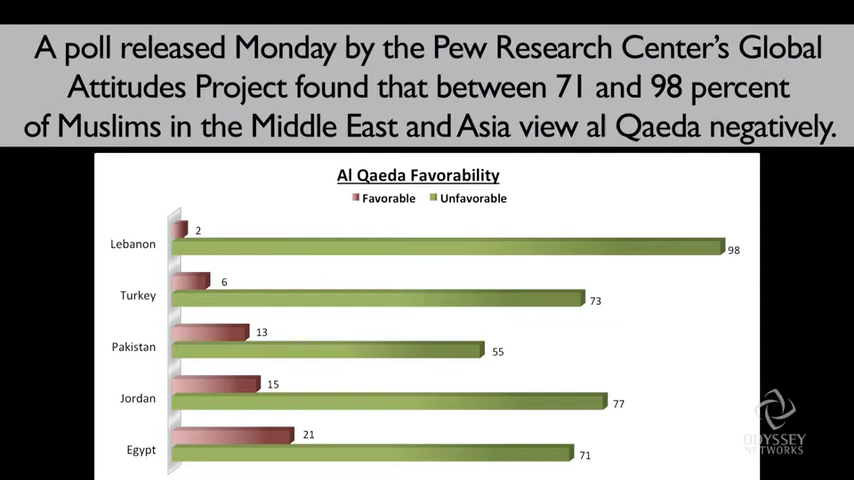 A poll released Monday by the Pew Research Center's Global
Attitudes Project found that between 71 and 98 percent
of Muslims in the Middle East and Asia view al Qaeda negatively.
Al Qaeda Favorability
Favorable Unfavorable
Lebanon 2 98
Turkey 6 73
Pakistan 13 55
Jordan 15 77
Egypt 21 71
ODYSSEY
NETWORKS